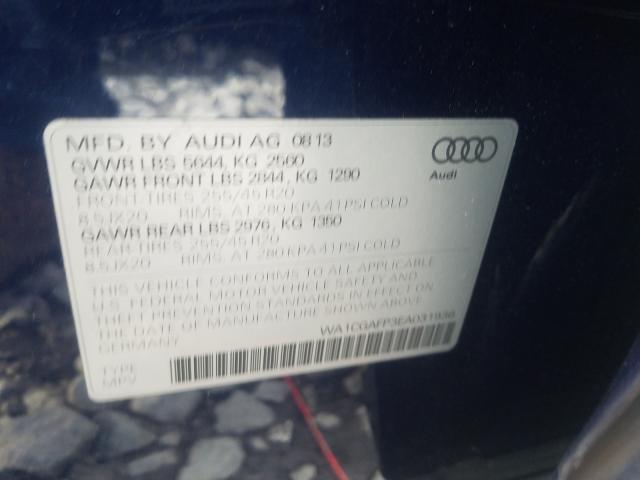 MFD. BY AUDI AG 08 13
GVWR LBS 5644, KG 2560
GAWR FRONT LBS 2844, KG 1290
FRONT-TIRES 255/45 R20
8.5JX20 RIMS, AT 280 KPA 41 PSI COLD
GAWR REAR LBS 2976, KG 1350
REAR-TIRES 255/45 R20
8.5JX20 RIMS, AT 280 KPA 41 PSI COLD
Audi
THIS VEHICLE CONFORMS TO ALL APPLICABLE
U.S. FEDERAL MOTOR VEHICLE SAFETY AND
THEFT PREVENTION STANDARDS IN EFFECT ON
THE DATE OF MANUFACTURE SHOWN ABOVE
GERMANY
WA1CGAFP3EA031936
TYPE
MPV